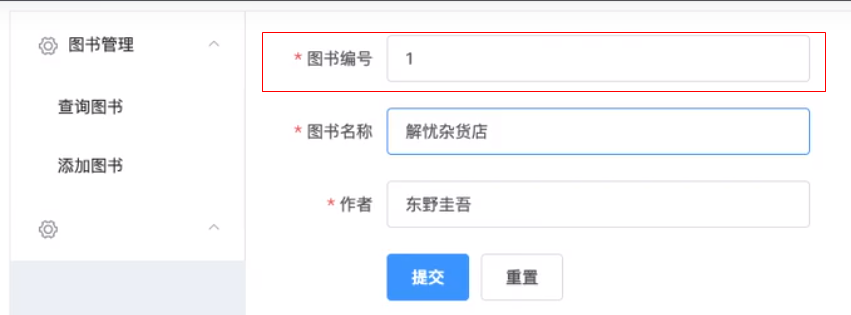 图书管理
查询图书
添加图书
* 图书编号 1
* 图书名称 解忧杂货店
* 作者 东野圭吾
提交 重置